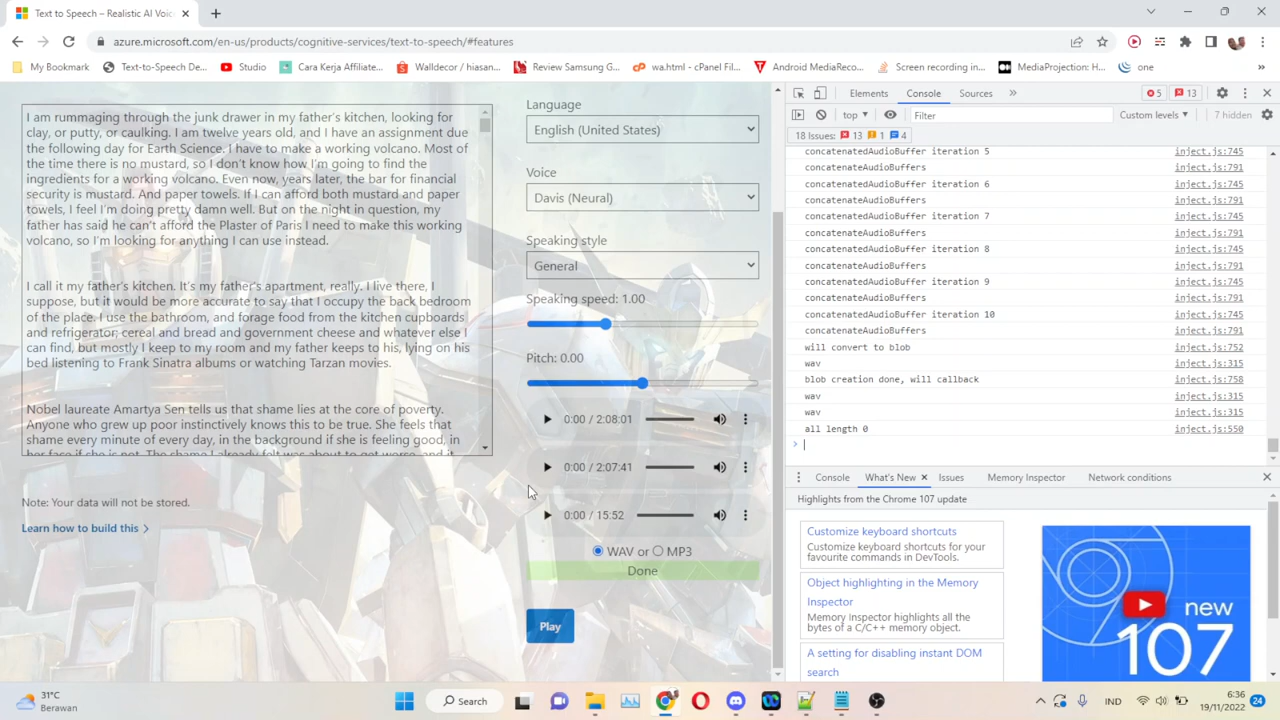 Text to Speech – Realistic AI Voic
azure.microsoft.com/en-us/products/cognitive-services/text-to-speech/#features
My Bookmark
Text-to-Speech De...
Studio
Cara Kerja Affiliate...
Walldecor / hiasan...
Review Samsung G...
wa.html - cPanel Fil...
Android MediaReco...
Screen recording in...
MediaProjection, H...
one
»
I am rummaging through the junk drawer in my father's kitchen, looking for
clay, or putty, or caulking. I am twelve years old, and I have an assignment due
the following day for Earth Science. I have to make a working volcano. Most of
the time there is no mustard, so I don't know how I'm going to find the
ingredients for a working volcano. Even now, years later, the bar for financial
security is mustard. And paper towels. If I can afford both mustard and paper
towels, I feel I'm doing pretty damn well. But on the night in question, my
father has said he can't afford the Plaster of Paris I need to make this working
volcano, so I'm looking for anything I can use instead.
I call it my father's kitchen. It's my father's apartment, really. I live there, I
suppose, but it would be more accurate to say that I occupy the back bedroom
of the place. I use the bathroom, and forage food from the kitchen cupboards
and refrigerator; cereal and bread and government cheese and whatever else I
can find, but mostly I keep to my room and my father keeps to his, lying on his
bed listening to Frank Sinatra albums or watching Tarzan movies.
Nobel laureate Amartya Sen tells us that shame lies at the core of poverty.
Anyone who grew up poor instinctively knows this to be true. She feels that
shame every minute of every day, in the background if she is feeling good, in
her face if she is not. The shame I already felt was about to get worse, and it
Note: Your data will not be stored.
Learn how to build this >
Language
English (United States)
Voice
Davis (Neural)
Speaking style
General
Speaking speed: 1.00
Pitch: 0.00
0:00 / 2:08:01
0:00 / 2:07:41
0:00 / 15:52
WAV or MP3
Done
Play
Elements Console Sources » 5 13
top Filter Custom levels 2 hidden
18 Issues: 13 1 4
concatenatedAudioBuffer iteration 5 inject.js:745
concatenateAudioBuffers inject.js:791
concatenatedAudioBuffer iteration 6 inject.js:745
concatenateAudioBuffers inject.js:791
concatenatedAudioBuffer iteration 7 inject.js:745
concatenateAudioBuffers inject.js:791
concatenatedAudioBuffer iteration 8 inject.js:745
concatenateAudioBuffers inject.js:791
concatenatedAudioBuffer iteration 9 inject.js:745
concatenateAudioBuffers inject.js:791
concatenatedAudioBuffer iteration 10 inject.js:745
concatenateAudioBuffers inject.js:791
will convert to blob inject.js:752
wav inject.js:315
blob creation done, will callback inject.js:758
wav inject.js:315
wav inject.js:315
all length 0 inject.js:550
>
Console What's New Issues Memory Inspector Network conditions
Highlights from the Chrome 107 update
Customize keyboard shortcuts
Customize keyboard shortcuts for your
favourite commands in DevTools.
Object highlighting in the Memory
Inspector
Memory Inspector highlights all the
bytes of a C/C++ memory object.
A setting for disabling instant DOM
search
new
107
31°C
Berawan
Search
IND
6:36
19/11/2022
24